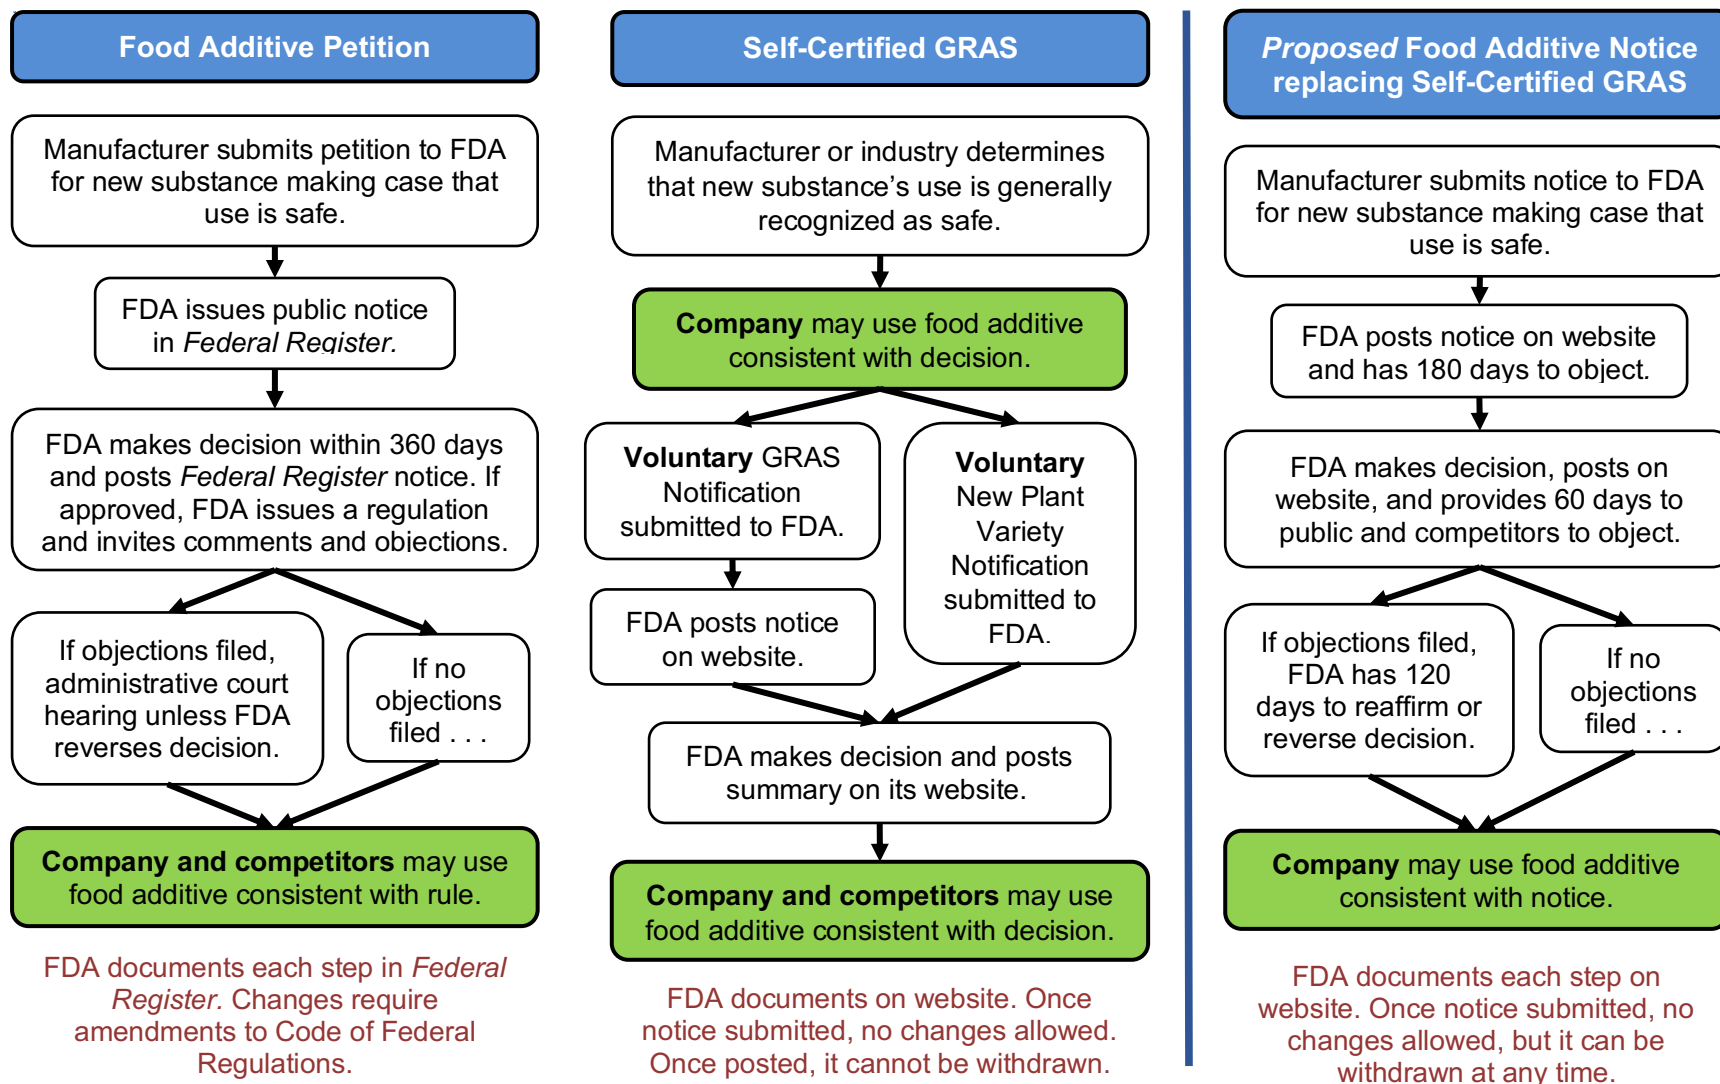 Food Additive Petition
Manufacturer submits petition to FDA
for new substance making case that
use is safe.
FDA issues public notice
in Federal Register.
FDA makes decision within 360 days
and posts Federal Register notice. If
approved, FDA issues a regulation
and invites comments and objections.
If objections filed,
administrative court
hearing unless FDA
reverses decision.
If no
objections
filed . . .
Company and competitors may use
food additive consistent with rule.
FDA documents each step in Federal
Register. Changes require
amendments to Code of Federal
Regulations.
Self-Certified GRAS
Manufacturer or industry determines
that new substance’s use is generally
recognized as safe.
Company may use food additive
consistent with decision.
Voluntary GRAS
Notification
submitted to FDA.
FDA posts notice
on website.
Voluntary
New Plant
Variety
Notification
submitted to
FDA.
FDA makes decision and posts
summary on its website.
Company and competitors may use
food additive consistent with decision.
FDA documents on website. Once
notice submitted, no changes allowed.
Once posted, it cannot be withdrawn.
Proposed Food Additive Notice
replacing Self-Certified GRAS
Manufacturer submits notice to FDA
for new substance making case that
use is safe.
FDA posts notice on website
and has 180 days to object.
FDA makes decision, posts on
website, and provides 60 days to
public and competitors to object.
If objections filed,
FDA has 120
days to reaffirm or
reverse decision.
If no
objections
filed . . .
Company may use food additive
consistent with notice.
FDA documents each step on
website. Once notice submitted, no
changes allowed, but it can be
withdrawn at any time.